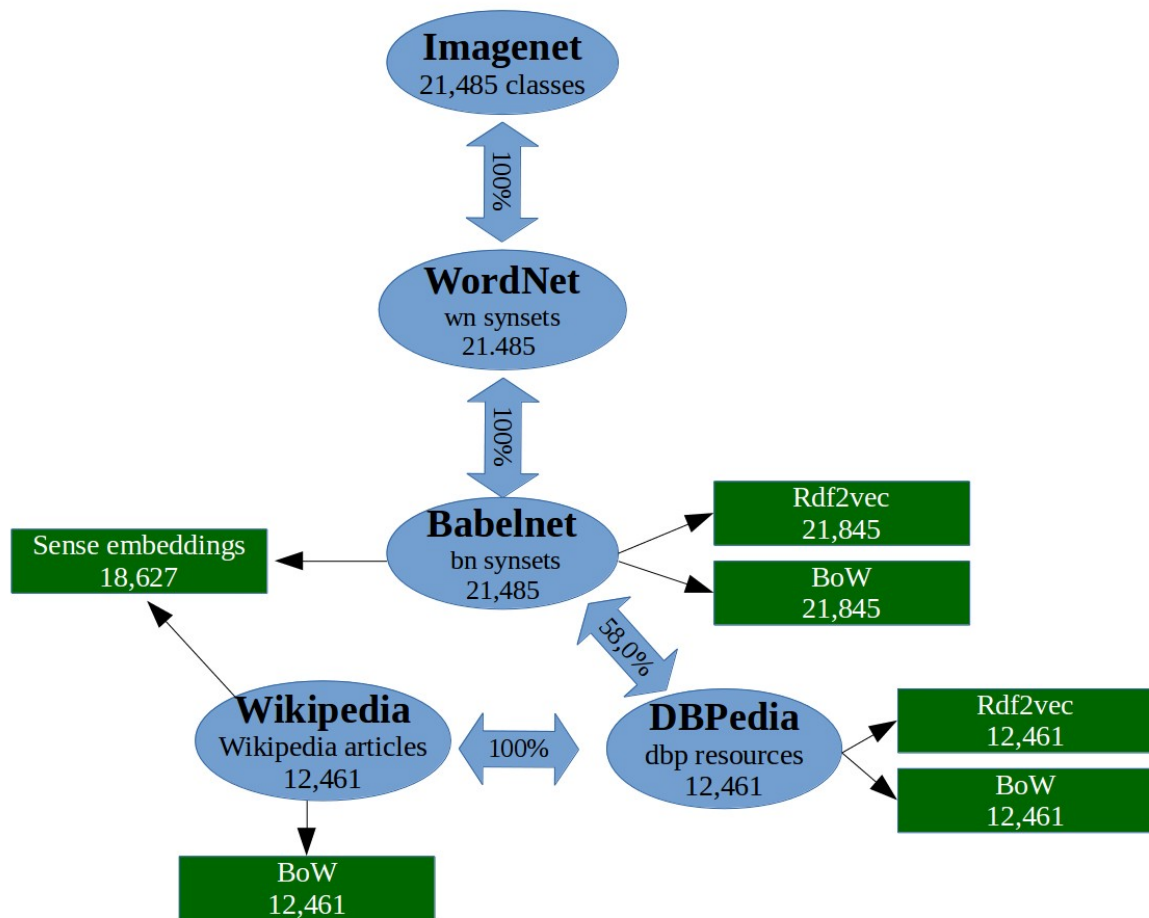 Imagenet
21,485 classes
100%
WordNet
wn synsets
21.485
100%
Babelnet
bn synsets
21,485
Rdf2vec
21,845
BoW
21,845
Sense embeddings
18,627
58,0%
Wikipedia
Wikipedia articles
12,461
100%
DBPedia
dbp resources
12,461
Rdf2vec
12,461
BoW
12,461
BoW
12,461